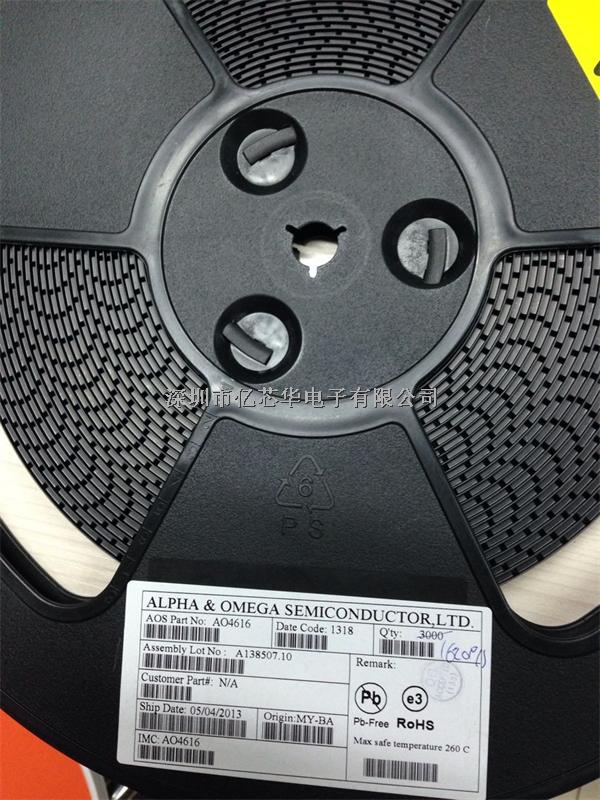 深圳市亿芯华电子有限公司
6
PS
ALPHA & OMEGA SEMICONDUCTOR,LTD.
AOS Part No: AO4616
Date Code: 1318
Q'ty: 3000
Assembly Lot No : A138507.10
Remark:
Customer Part#: N/A
Pb e3
Pb-Free RoHS
Ship Date: 05/04/2013
Origin:MY-BA
Max safe temperature 260 C
IMC: AO4616